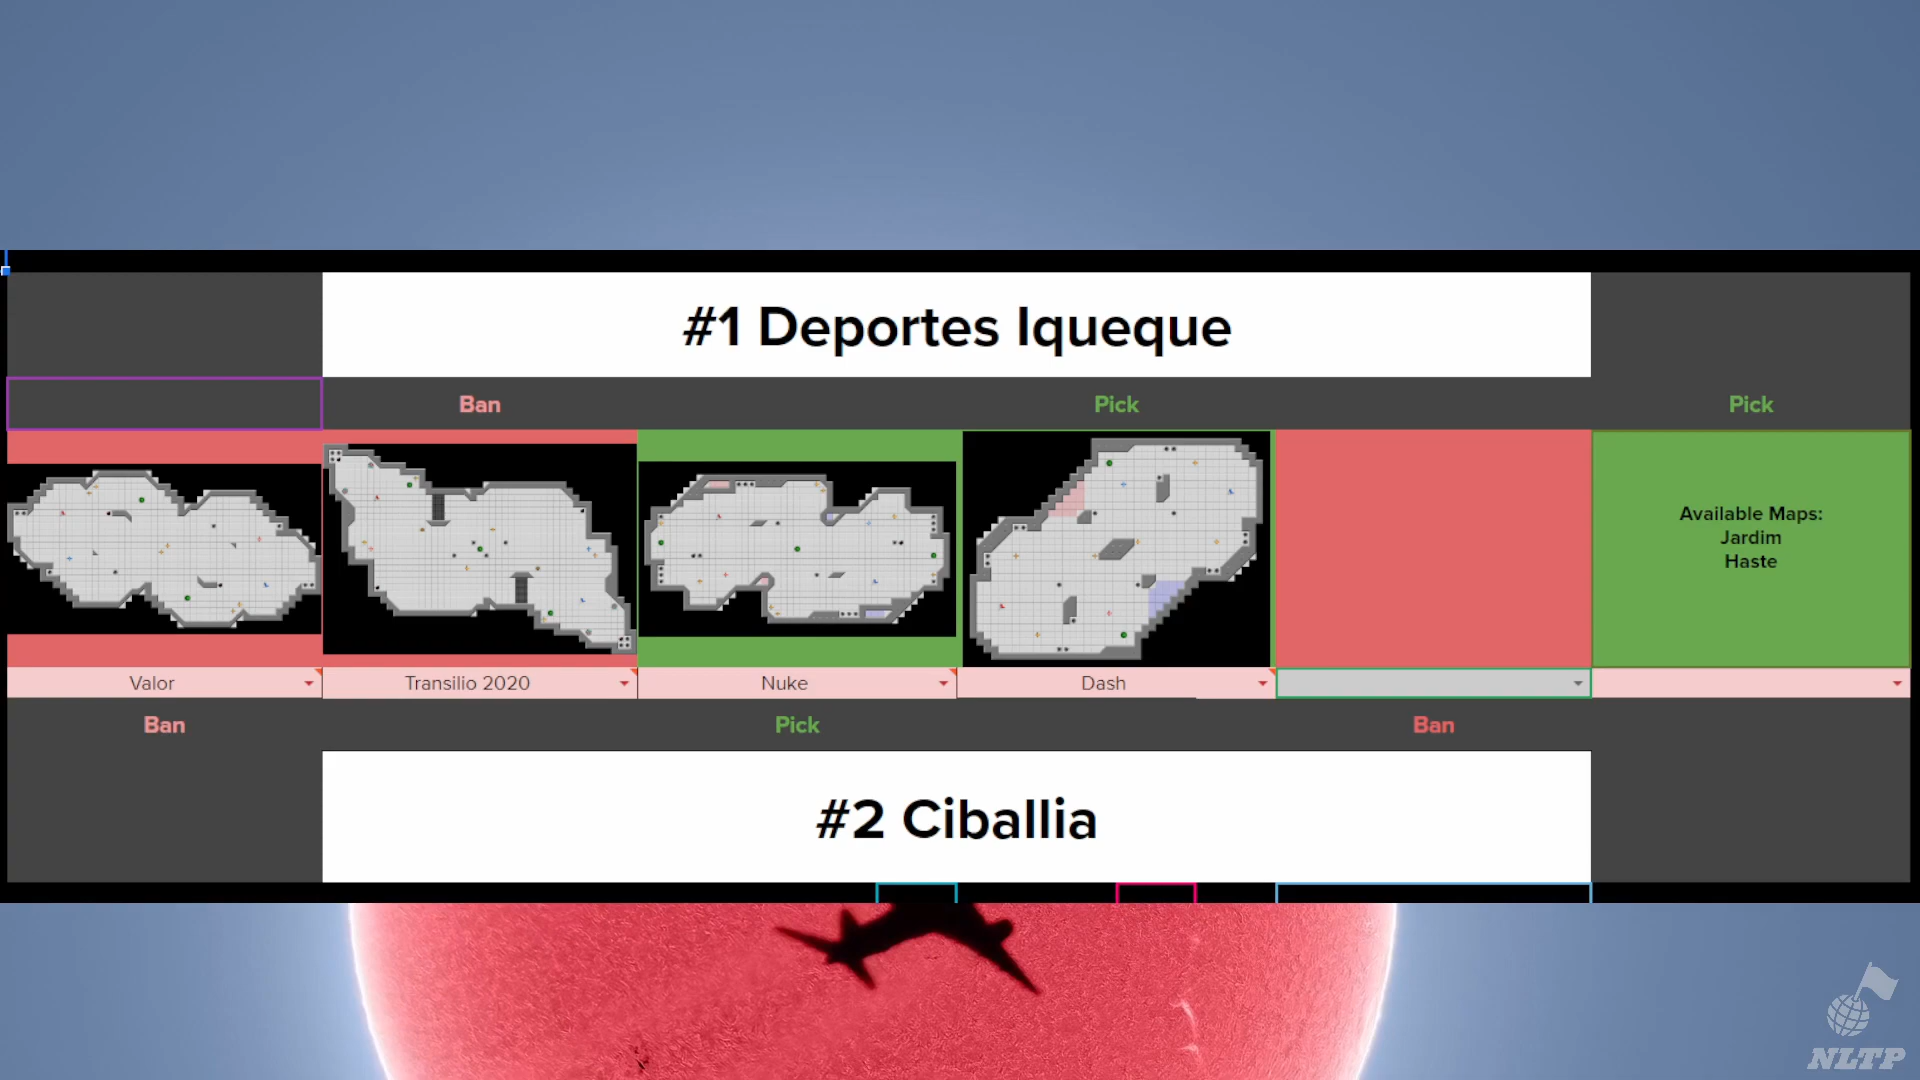 #1 Deportes Iqueque
Ban
Pick
Pick
Available Maps:
Jardim
Haste
Valor
Transilio 2020
Nuke
Dash
Ban
Pick
Ban
#2 Ciballia
NLTP